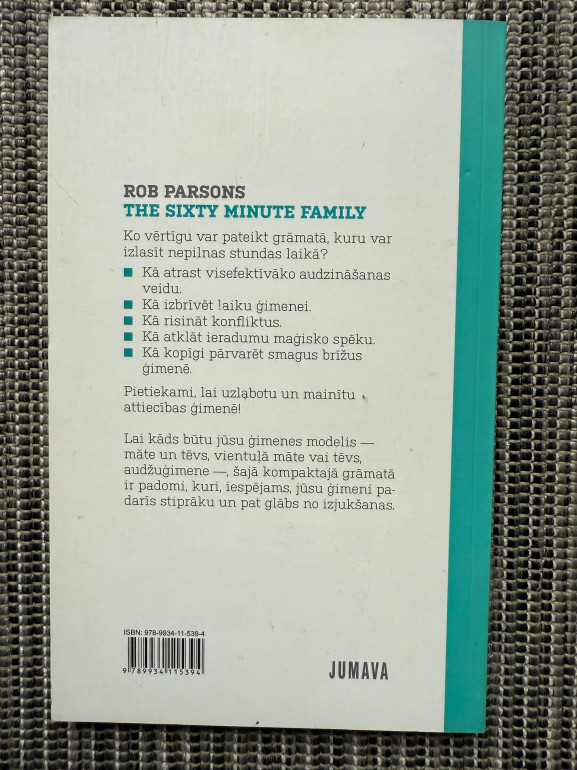 ROB PARSONS
THE SIXTY MINUTE FAMILY
Ko vērtīgu var pateikt grāmatā, kuru var
izlasīt nepilnas stundas laikā?
■ Kā atrast visefektīvāko audzināšanas
veidu.
■ Kā izbrīvēt laiku ģimenei.
■ Kā risināt konfliktus.
■ Kā atklāt ieradumu maģisko spēku.
■ Kā kopīgi pārvarēt smagus brīžus
ģimenē.
Pietiekami, lai uzlabotu un mainītu
attiecības ģimenē!
Lai kāds būtu jūsu ģimenes modelis —
māte un tēvs, vientuļā māte vai tēvs,
audžuģimene —, šajā kompaktajā grāmatā
ir padomi, kuri, iespējams, jūsu ģimeni pa-
darīs stiprāku un pat glābs no izjukšanas.
ISBN: 978-9934-11-539-4
9 789934 115394
JUMAVA